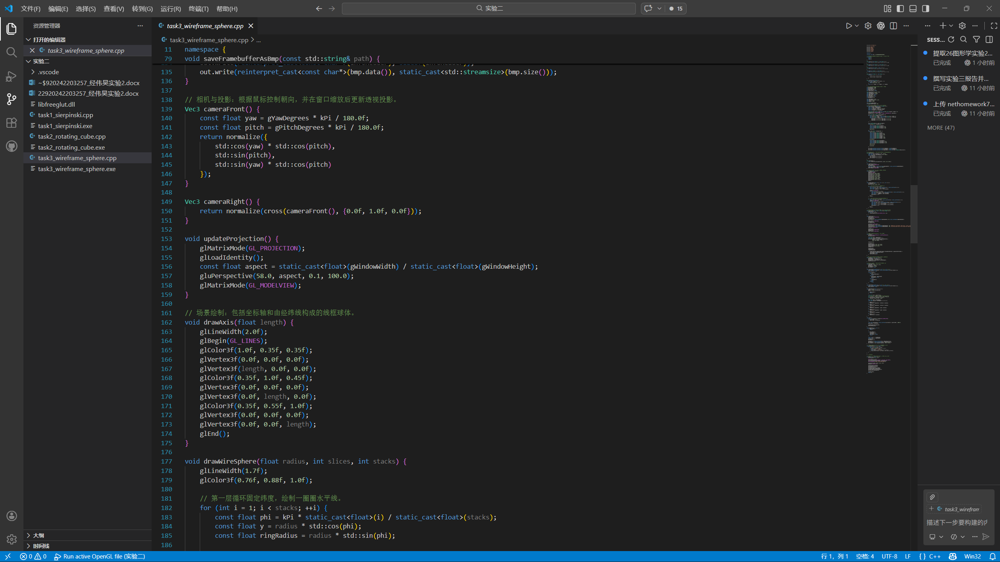 文件(F) 编辑(E) 选择(S) 查看(V) 转到(G) 运行(R) 终端(T) 帮助(H)
实验二
15
资源管理器
打开的编辑器
task3_wireframe_sphere.cpp
实验二
.vscode
~$920242203257_经伟昊实验2.docx
22920242203257_经伟昊实验2.docx
libfreeglut.dll
task1_sierpinski.cpp
task1_sierpinski.exe
task2_rotating_cube.cpp
task2_rotating_cube.exe
task3_wireframe_sphere.cpp
task3_wireframe_sphere.exe
大纲
时间线
task3_wireframe_sphere.cpp
task3_wireframe_sphere.cpp > ...
11 namespace {
79 void saveFramebufferAsBmp(const std::string& path) {
135 out.write(reinterpret_cast<const char*>(bmp.data()), static_cast<std::streamsize>(bmp.size()));
136 }
137
138 // 相机与投影：根据鼠标控制朝向，并在窗口缩放后更新透视投影。
139 Vec3 cameraFront() {
140 const float yaw = gYawDegrees * kPi / 180.0f;
141 const float pitch = gPitchDegrees * kPi / 180.0f;
142 return normalize({
143 std::cos(yaw) * std::cos(pitch),
144 std::sin(pitch),
145 std::sin(yaw) * std::cos(pitch)
146 });
147 }
148
149 Vec3 cameraRight() {
150 return normalize(cross(cameraFront(), {0.0f, 1.0f, 0.0f}));
151 }
152
153 void updateProjection() {
154 glMatrixMode(GL_PROJECTION);
155 glLoadIdentity();
156 const float aspect = static_cast<float>(gWindowWidth) / static_cast<float>(gWindowHeight);
157 gluPerspective(58.0, aspect, 0.1, 100.0);
158 glMatrixMode(GL_MODELVIEW);
159 }
160
161 // 场景绘制：包括坐标轴和由经纬线构成的线框球体。
162 void drawAxis(float length) {
163 glLineWidth(2.0f);
164 glBegin(GL_LINES);
165 glColor3f(1.0f, 0.35f, 0.35f);
166 glVertex3f(0.0f, 0.0f, 0.0f);
167 glVertex3f(length, 0.0f, 0.0f);
168 glColor3f(0.35f, 1.0f, 0.45f);
169 glVertex3f(0.0f, 0.0f, 0.0f);
170 glVertex3f(0.0f, length, 0.0f);
171 glColor3f(0.35f, 0.55f, 1.0f);
172 glVertex3f(0.0f, 0.0f, 0.0f);
173 glVertex3f(0.0f, 0.0f, length);
174 glEnd();
175 }
176
177 void drawWireSphere(float radius, int slices, int stacks) {
178 glLineWidth(1.7f);
179 glColor3f(0.76f, 0.88f, 1.0f);
180
181 // 第一层循环固定纬度，绘制一圈圈水平线。
182 for (int i = 1; i < stacks; ++i) {
183 const float phi = kPi * static_cast<float>(i) / static_cast<float>(stacks);
184 const float y = radius * std::cos(phi);
185 const float ringRadius = radius * std::sin(phi);
186
SESS...
提取26图形学实验2...
已完成 1 小时前
撰写实验三报告并...
已完成 11 小时前
上传 nethomework7...
已完成 11 小时前
MORE (47)
task3_wirefram
描述下一步要构建的
0 0 Run active OpenGL file (实验二)
行 1，列 1 空格: 4 UTF-8 LF {} C++ Win32